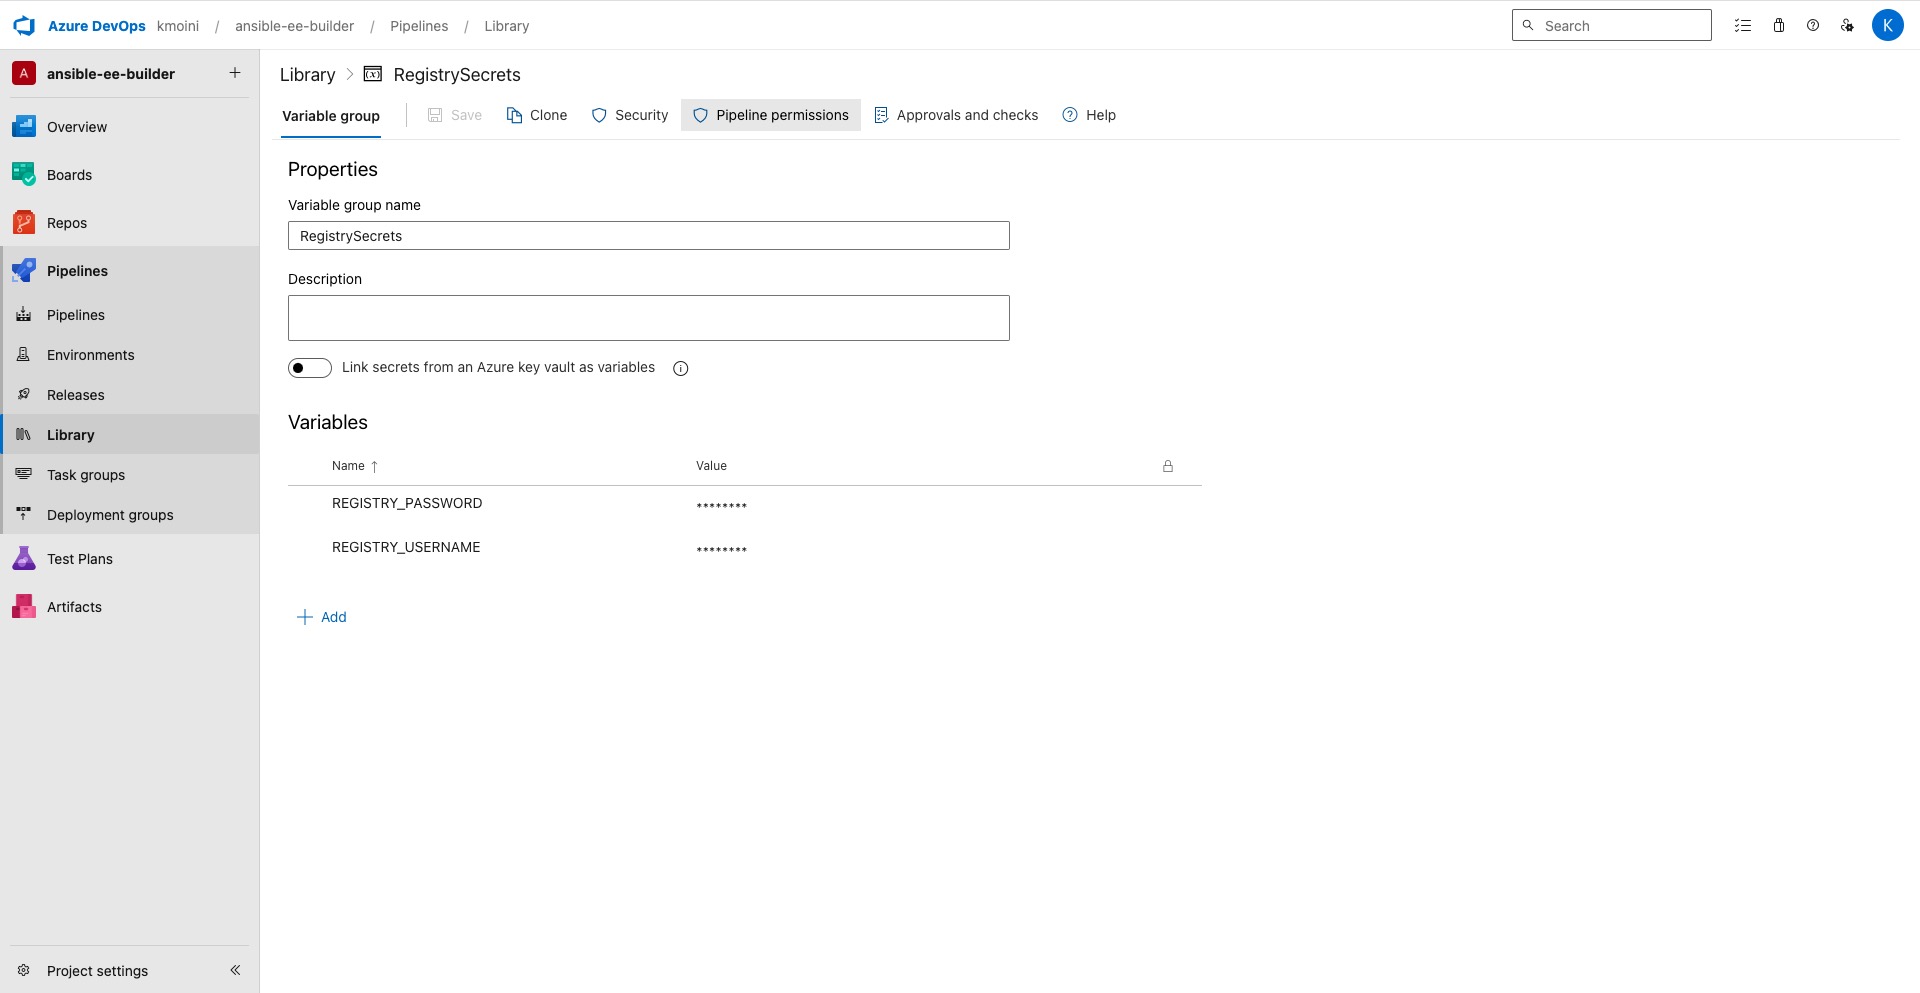 Azure DevOps kmoini / ansible-ee-builder / Pipelines / Library
Search
K
A ansible-ee-builder
Overview
Boards
Repos
Pipelines
Pipelines
Environments
Releases
Library
Task groups
Deployment groups
Test Plans
Artifacts
Project settings
Library > RegistrySecrets
Variable group Save Clone Security Pipeline permissions Approvals and checks Help
Properties
Variable group name
RegistrySecrets
Description
Link secrets from an Azure key vault as variables
Variables
Name ↑ Value
REGISTRY_PASSWORD ********
REGISTRY_USERNAME ********
+ Add